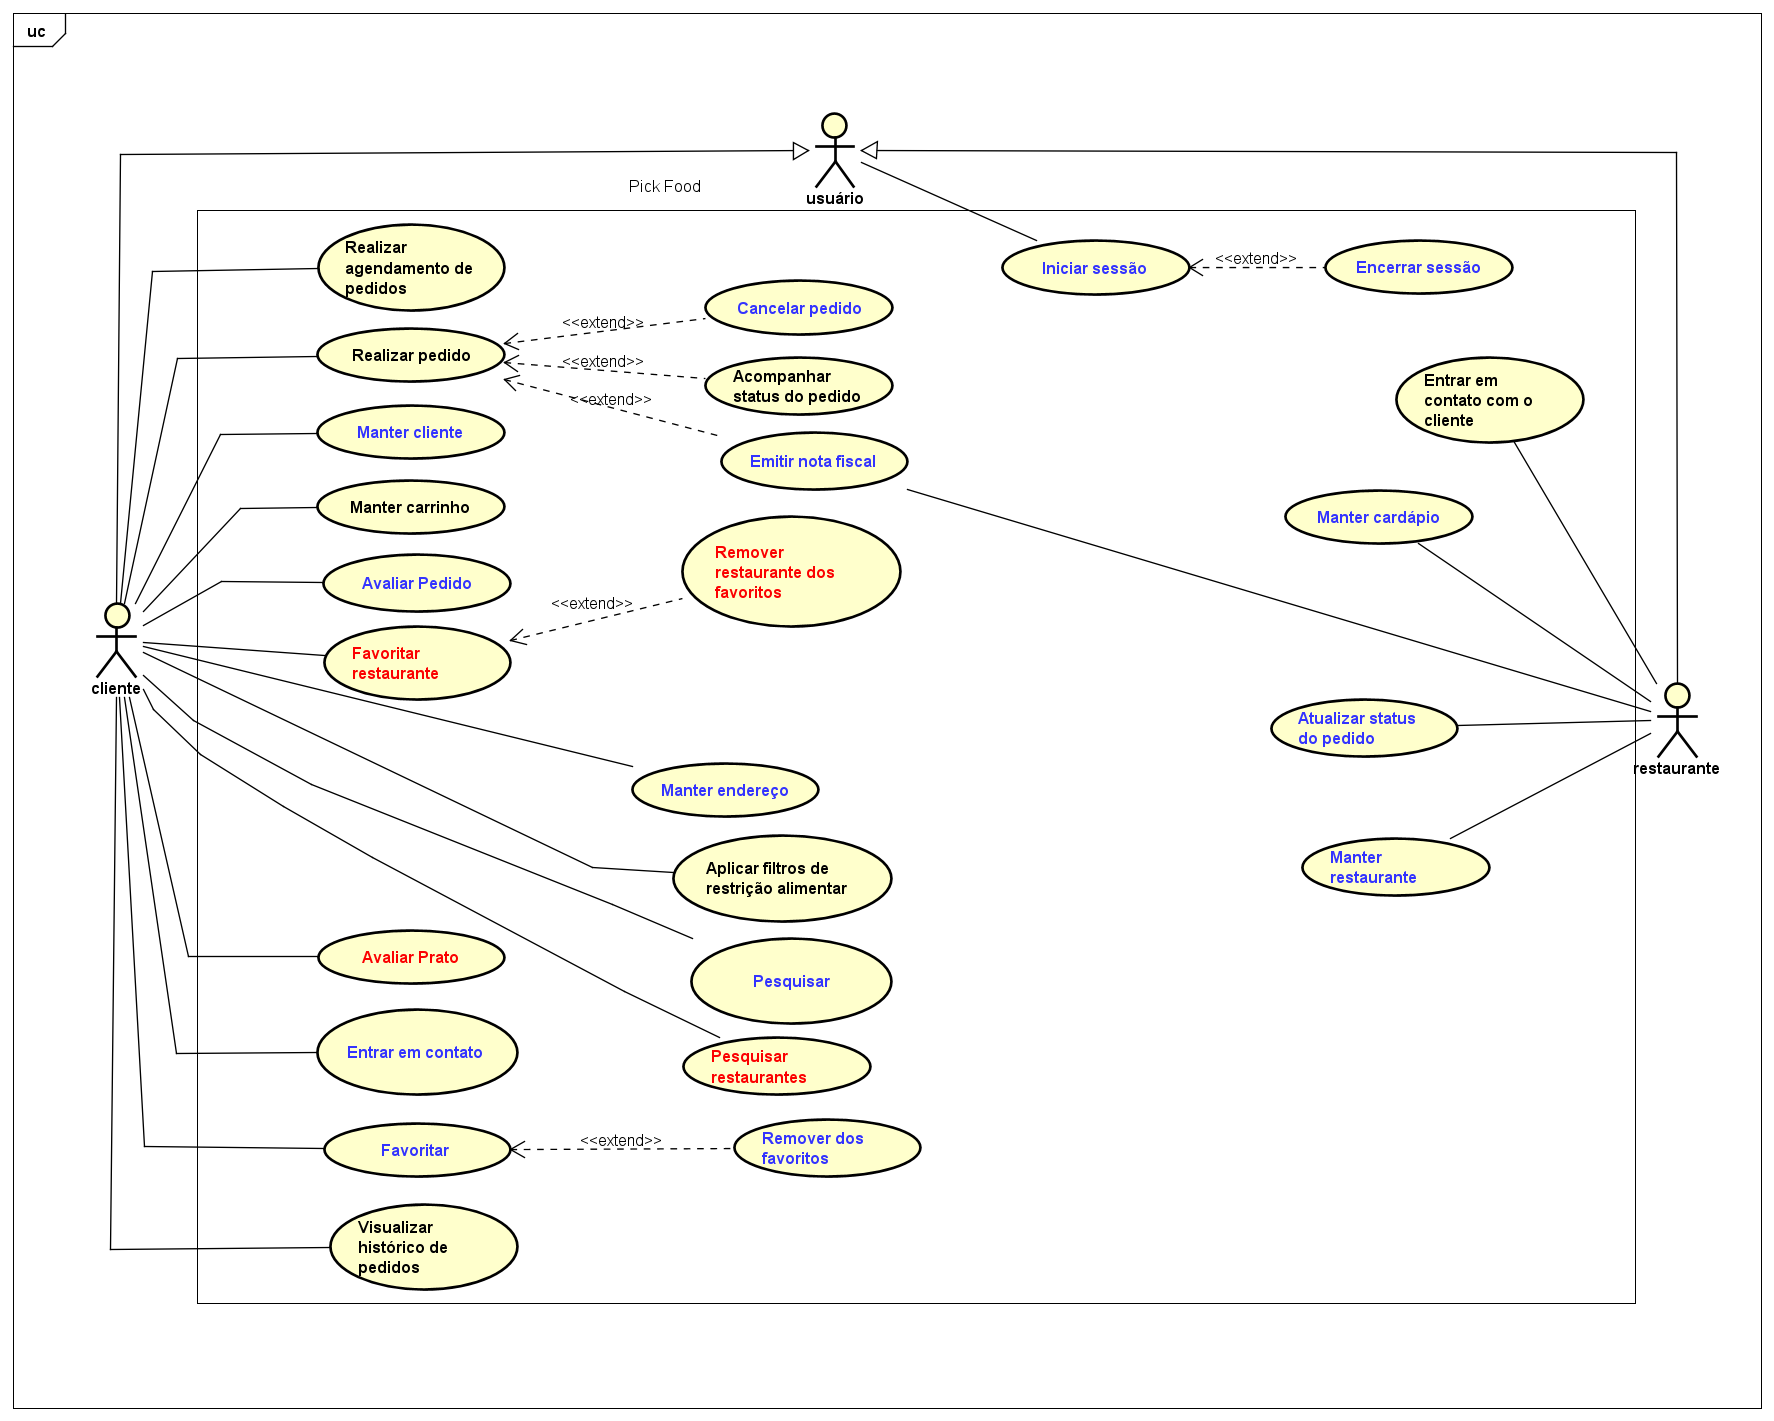 uc
usuário
Pick Food
Realizar
agendamento de
pedidos
Iniciar sessão
<<extend>>
Encerrar sessão
Realizar pedido
<<extend>>
Cancelar pedido
<<extend>>
Acompanhar
status do pedido
<<extend>>
Emitir nota fiscal
Entrar em
contato com o
cliente
Manter cliente
Manter carrinho
Manter cardápio
Avaliar Pedido
Remover
restaurante dos
favoritos
<<extend>>
Favoritar
restaurante
cliente
Atualizar status
do pedido
restaurante
Manter endereço
Aplicar filtros de
restrição alimentar
Manter
restaurante
Avaliar Prato
Pesquisar
Entrar em contato
Pesquisar
restaurantes
Favoritar
<<extend>>
Remover dos
favoritos
Visualizar
histórico de
pedidos